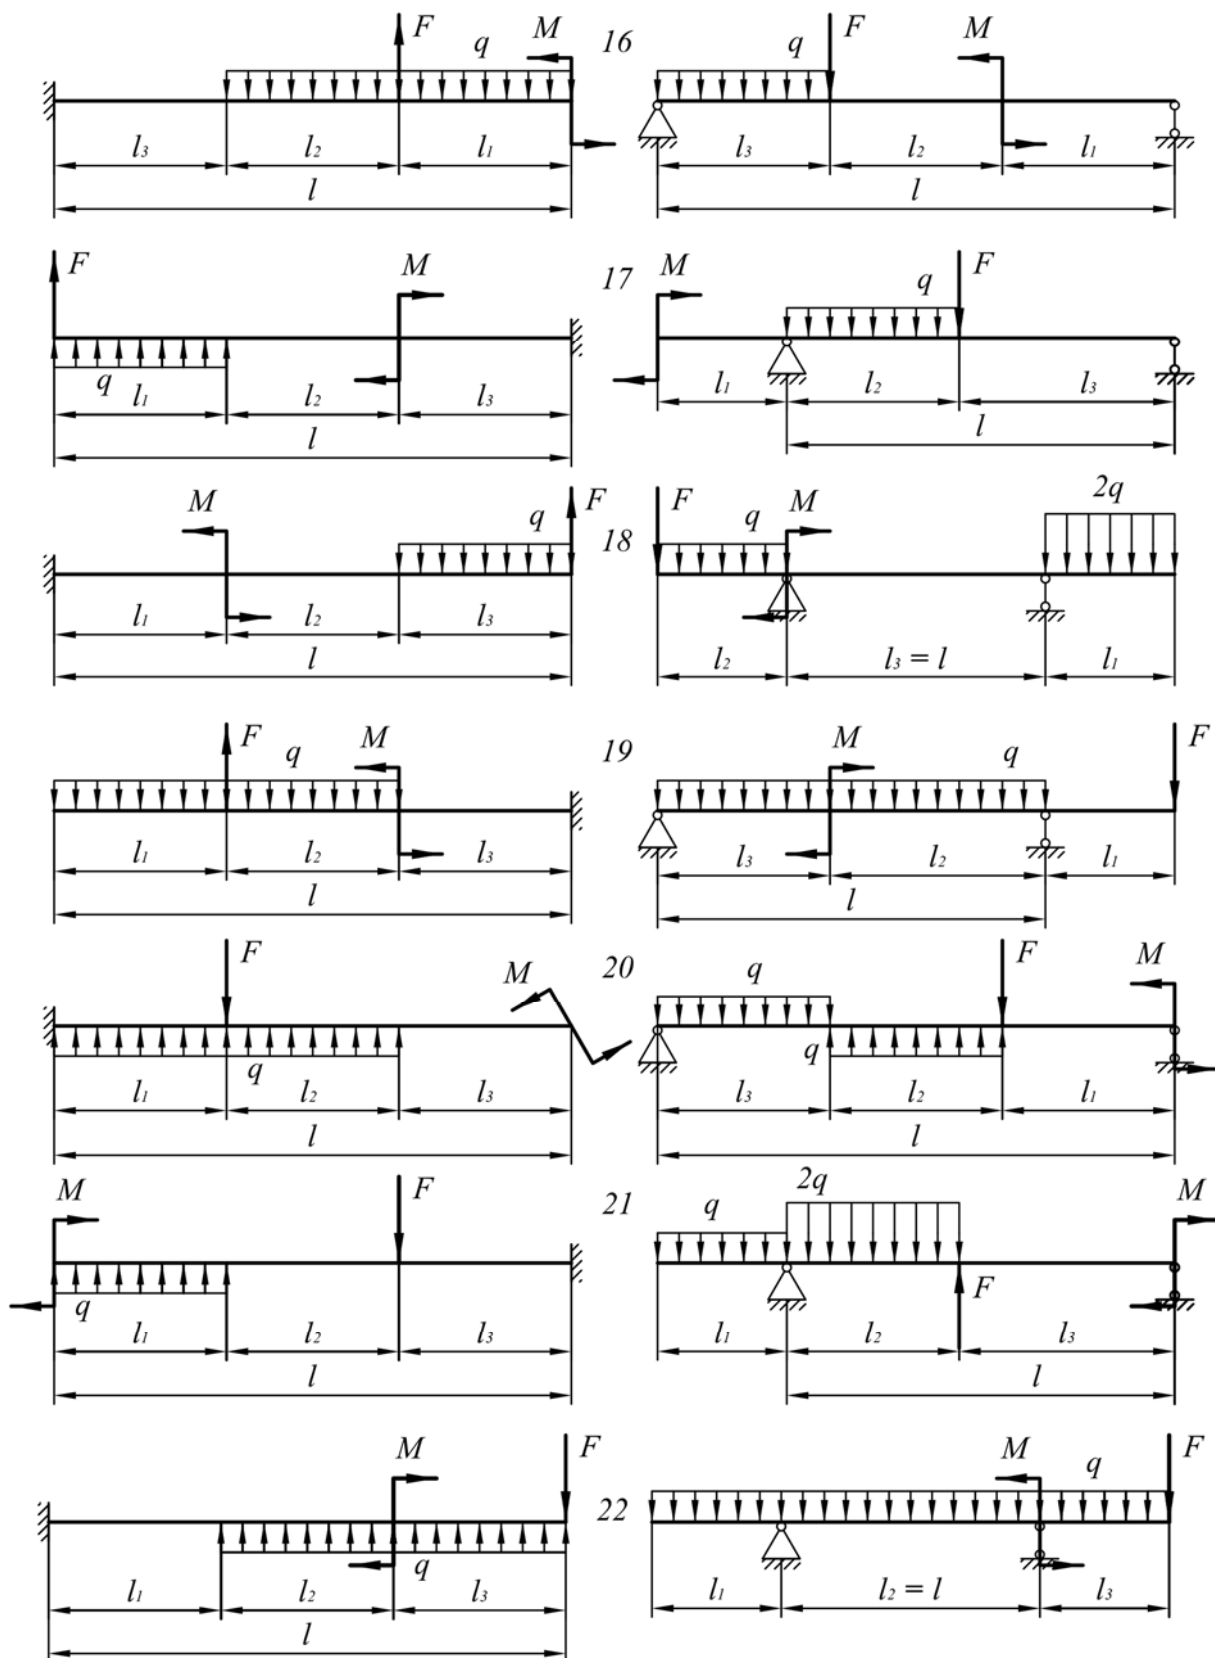 F q M 16 q F M
l3 l2 l1 l3 l2 l1
l l
F M 17 M q F
q l1 l2 l3 l1 l2 l3
l l
M q F 18 F q M 2q
l1 l2 l3 l2 l3 = l l1
l
F q M 19 M q F
l1 l2 l3 l3 l2 l1
l l
F M 20 q F M
q q
l1 l2 l3 l3 l2 l1
l l
M F 21 q 2q M
q F
l1 l2 l3 l1 l2 l3
l l
M F 22 M q F
q
l1 l2 l3 l1 l2 = l l3
l